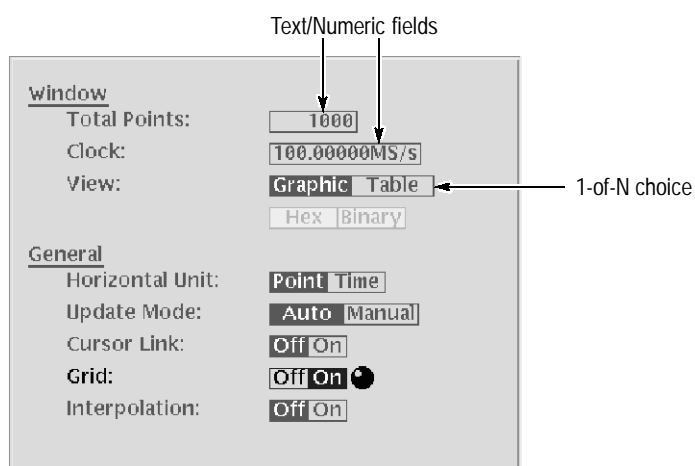 Text/Numeric fields
Window
Total Points: 1000
Clock: 100.00000MS/s
View: Graphic Table
1-of-N choice
Hex Binary
General
Horizontal Unit: Point Time
Update Mode: Auto Manual
Cursor Link: Off On
Grid: Off On
Interpolation: Off On